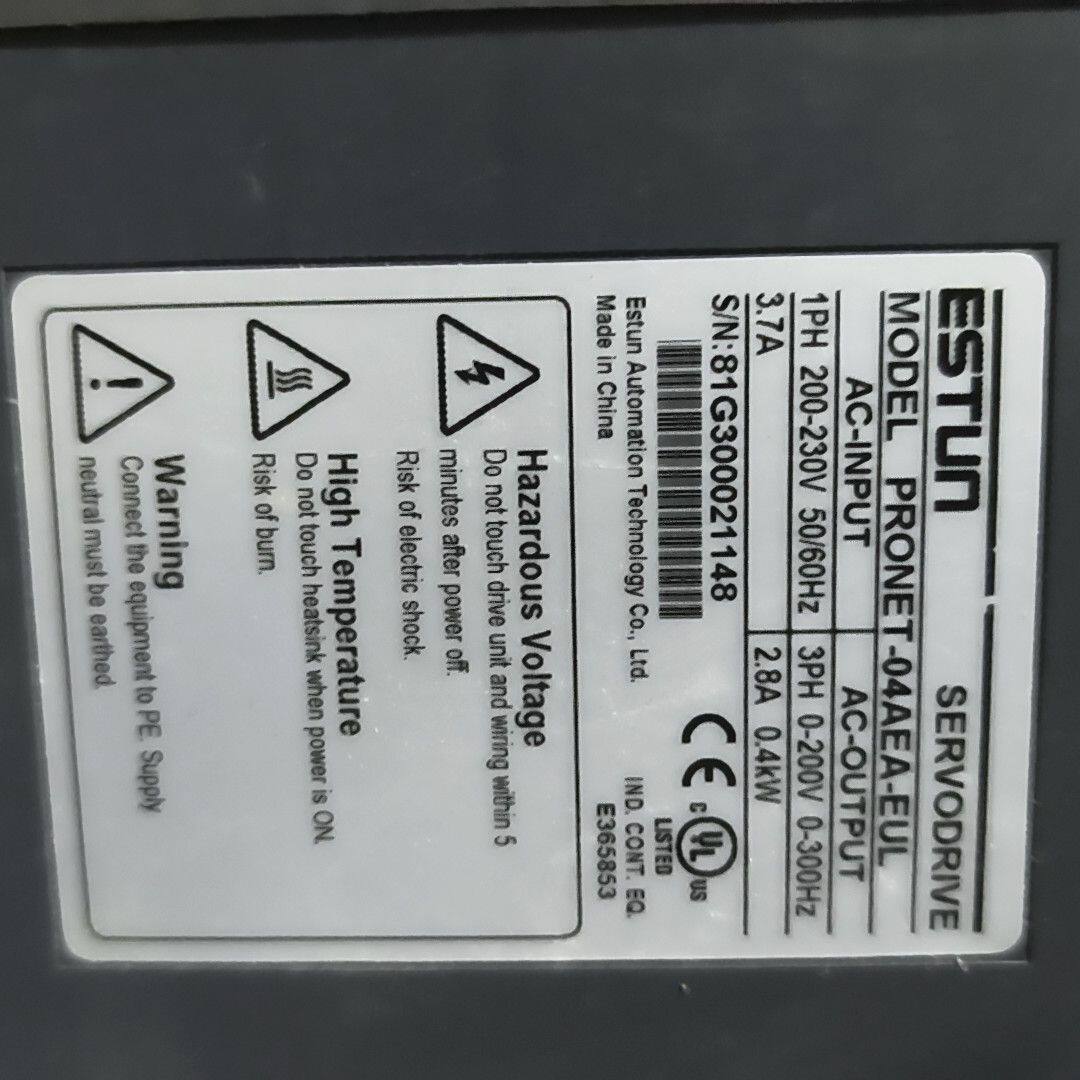 ESTUN SERVODRIVE
MODEL PRONET-04AEA-EUL
AC-INPUT AC-OUTPUT
1PH 200-230V 50/60Hz 3PH 0-200V 0-300Hz
3.7A 2.8A 0.4kW
S/N:81G300021148
CE C UL US
LISTED
Estun Automation Technology Co., Ltd. IND. CONT. EQ.
Made in China E365853
Hazardous Voltage
Do not touch drive unit and wiring within 5
minutes after power off.
Risk of electric shock.
High Temperature
Do not touch heatsink when power is ON.
Risk of burn.
Warning
Connect the equipment to PE. Supply
neutral must be earthed.